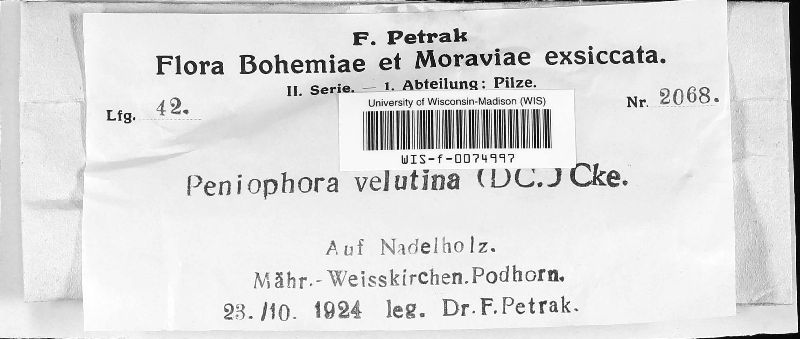 F. Petrak
Flora Bohemiae et Moraviae exsiccata.
II. Serie. — 1. Abteilung: Pilze.
Lfg. 42.
Nr. 2068.
University of Wisconsin-Madison (WIS)
WIS-f-0074997
Peniophora velutina (DC.) Cke.
Auf Nadelholz.
Mähr.-Weisskirchen.Podhorn.
23./10. 1924 leg. Dr.F.Petrak.